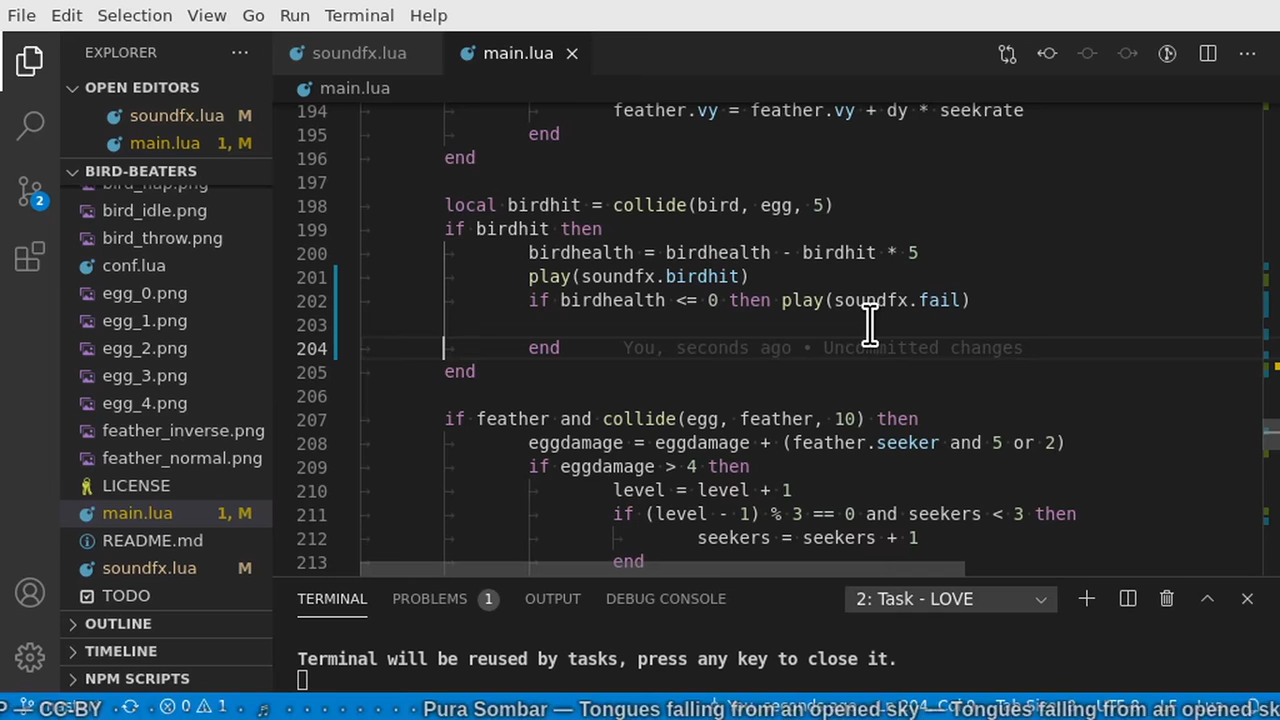 File Edit Selection View Go Run Terminal Help
EXPLORER
OPEN EDITORS
soundfx.lua M
main.lua 1, M
BIRD-BEATERS
bird_flap.png
bird_idle.png
bird_throw.png
conf.lua
egg_0.png
egg_1.png
egg_2.png
egg_3.png
egg_4.png
feather_inverse.png
feather_normal.png
LICENSE
main.lua 1, M
README.md
soundfx.lua M
TODO
OUTLINE
TIMELINE
NPM SCRIPTS
2
soundfx.lua main.lua
main.lua
194 feather.vy = feather.vy + dy * seekrate
195 end
196 end
197
198 local birdhit = collide(bird, egg, 5)
199 if birdhit then
200 birdhealth = birdhealth - birdhit * 5
201 play(soundfx.birdhit)
202 if birdhealth <= 0 then play(soundfx.fail)
203
204 end You, seconds ago • Uncommitted changes
205 end
206
207 if feather and collide(egg, feather, 10) then
208 eggdamage = eggdamage + (feather.seeker and 5 or 2)
209 if eggdamage > 4 then
210 level = level + 1
211 if (level - 1) % 3 == 0 and seekers < 3 then
212 seekers = seekers + 1
213 end
TERMINAL PROBLEMS 1 OUTPUT DEBUG CONSOLE 2: Task - LOVE
Terminal will be reused by tasks, press any key to close it.
— CC-BY 0 1 Pura Sombar — Tongues falling from an opened sky — Tongues falling from an opened sk